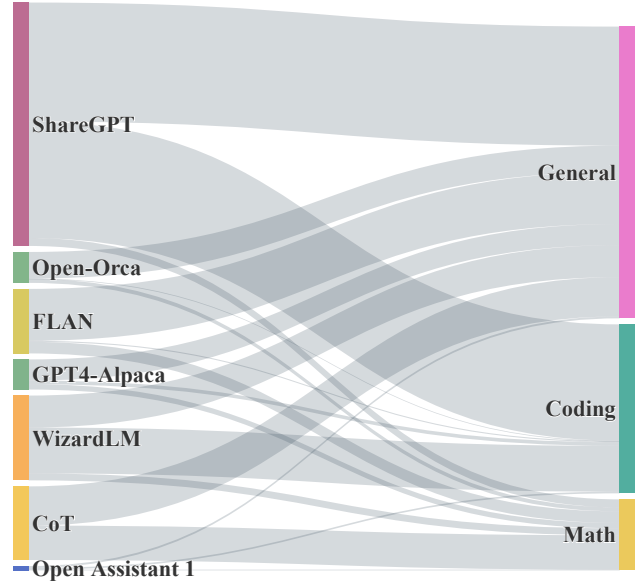 ShareGPT
Open-Orca
FLAN
GPT4-Alpaca
WizardLM
CoT
Open Assistant 1
General
Coding
Math